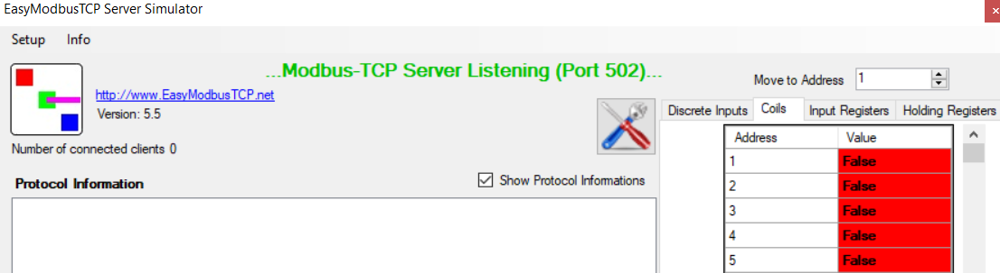 EasyModbusTCP Server Simulator
×
Setup Info
...Modbus-TCP Server Listening (Port 502)...
http://www.EasyModbusTCP.net
Version: 5.5
Number of connected clients 0
Protocol Information
Show Protocol Informations
Move to Address 1
Discrete Inputs Coils Input Registers Holding Registers
Address Value
1 False
2 False
3 False
4 False
5 False